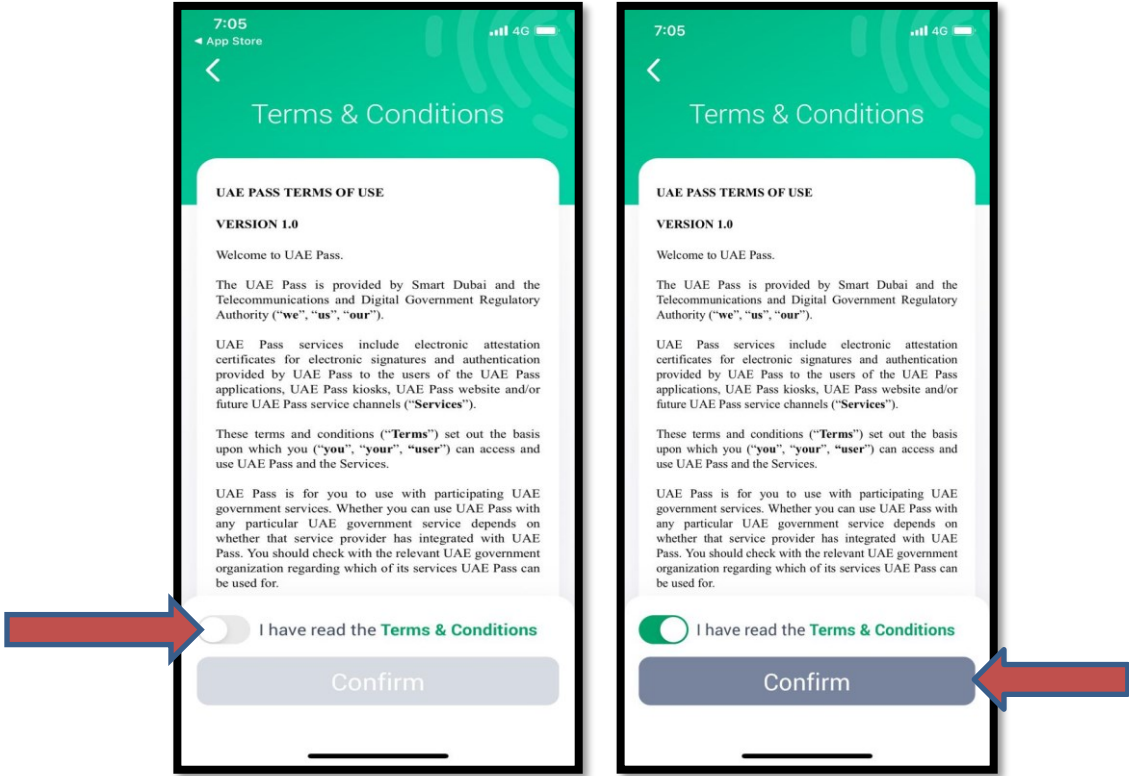 7:05
4G
◄ App Store
Terms & Conditions
UAE PASS TERMS OF USE
VERSION 1.0
Welcome to UAE Pass.
The UAE Pass is provided by Smart Dubai and the
Telecommunications and Digital Government Regulatory
Authority (“we”, “us”, “our”).
UAE Pass services include electronic attestation
certificates for electronic signatures and authentication
provided by UAE Pass to the users of the UAE Pass
applications, UAE Pass kiosks, UAE Pass website and/or
future UAE Pass service channels (“Services”).
These terms and conditions (“Terms”) set out the basis
upon which you (“you”, “your”, “user”) can access and
use UAE Pass and the Services.
UAE Pass is for you to use with participating UAE
government services. Whether you can use UAE Pass with
any particular UAE government service depends on
whether that service provider has integrated with UAE
Pass. You should check with the relevant UAE government
organization regarding which of its services UAE Pass can
be used for.
I have read the Terms & Conditions
Confirm
7:05
4G
Terms & Conditions
UAE PASS TERMS OF USE
VERSION 1.0
Welcome to UAE Pass.
The UAE Pass is provided by Smart Dubai and the
Telecommunications and Digital Government Regulatory
Authority (“we”, “us”, “our”).
UAE Pass services include electronic attestation
certificates for electronic signatures and authentication
provided by UAE Pass to the users of the UAE Pass
applications, UAE Pass kiosks, UAE Pass website and/or
future UAE Pass service channels (“Services”).
These terms and conditions (“Terms”) set out the basis
upon which you (“you”, “your”, “user”) can access and
use UAE Pass and the Services.
UAE Pass is for you to use with participating UAE
government services. Whether you can use UAE Pass with
any particular UAE government service depends on
whether that service provider has integrated with UAE
Pass. You should check with the relevant UAE government
organization regarding which of its services UAE Pass can
be used for.
I have read the Terms & Conditions
Confirm